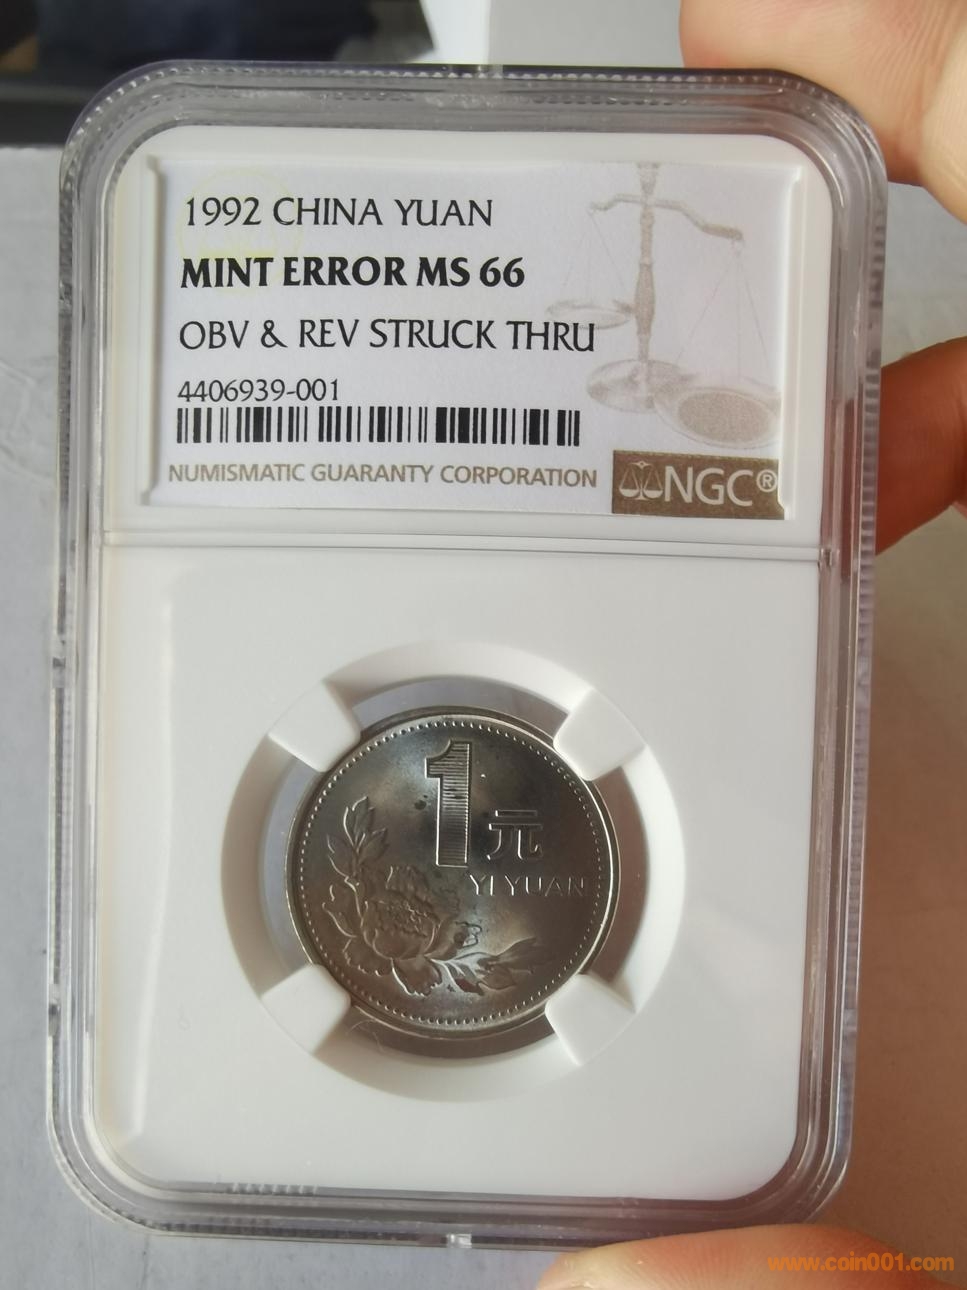 1992 CHINA YUAN
MINT ERROR MS 66
OBV & REV STRUCK THRU
4406939-001
NUMISMATIC GUARANTY CORPORATION
NGC®
1 元
YI YUAN
www.coin001.com